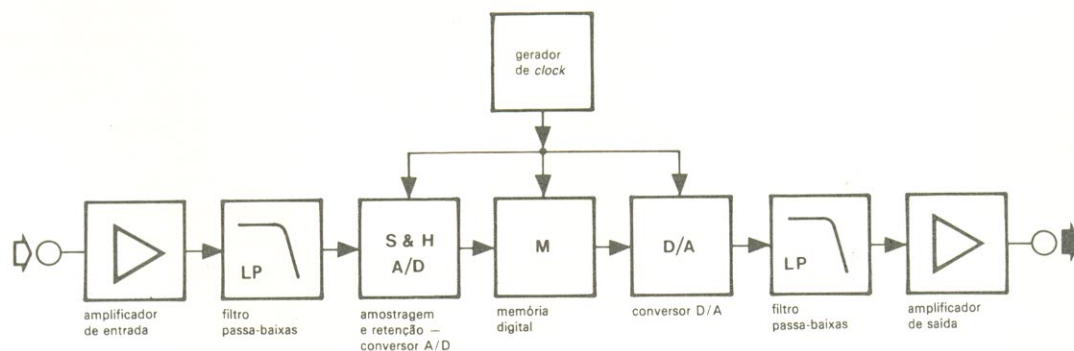 gerador
de clock
S & H
A/D
M
D/A
LP
LP
amplificador
de entrada
filtro
passa-baixas
amostragem
e retenção —
conversor A/D
memória
digital
conversor D/A
filtro
passa-baixas
amplificador
de saída